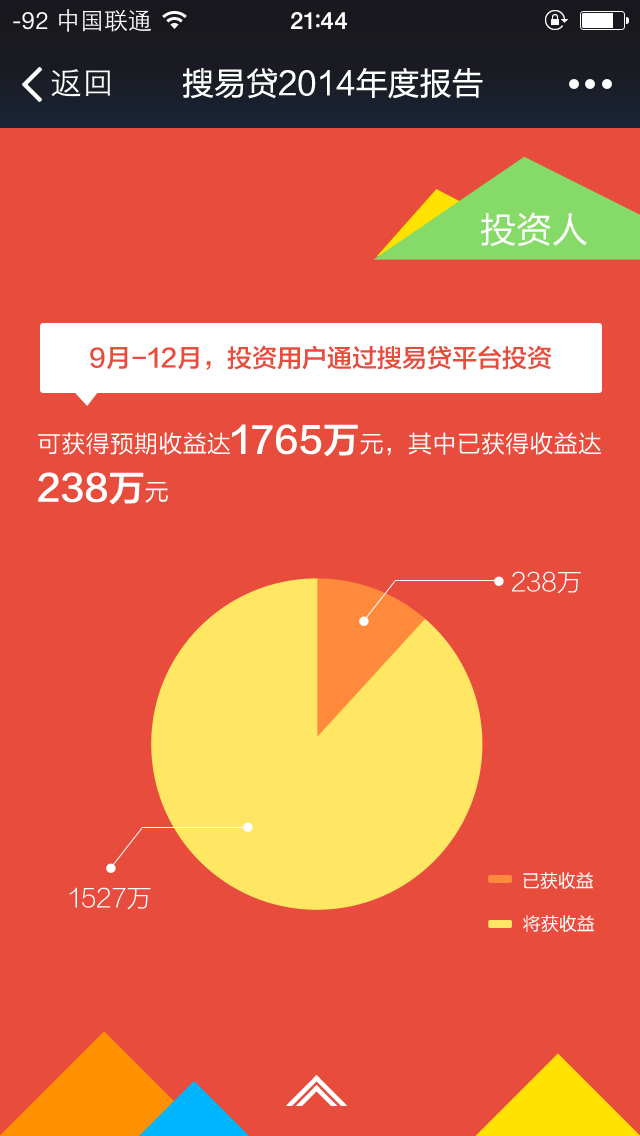 -92 中国联通 21:44
返回 搜易贷2014年度报告
投资人
9月-12月，投资用户通过搜易贷平台投资
可获得预期收益达1765万元，其中已获得收益达
238万元
238万
1527万
已获收益
将获收益